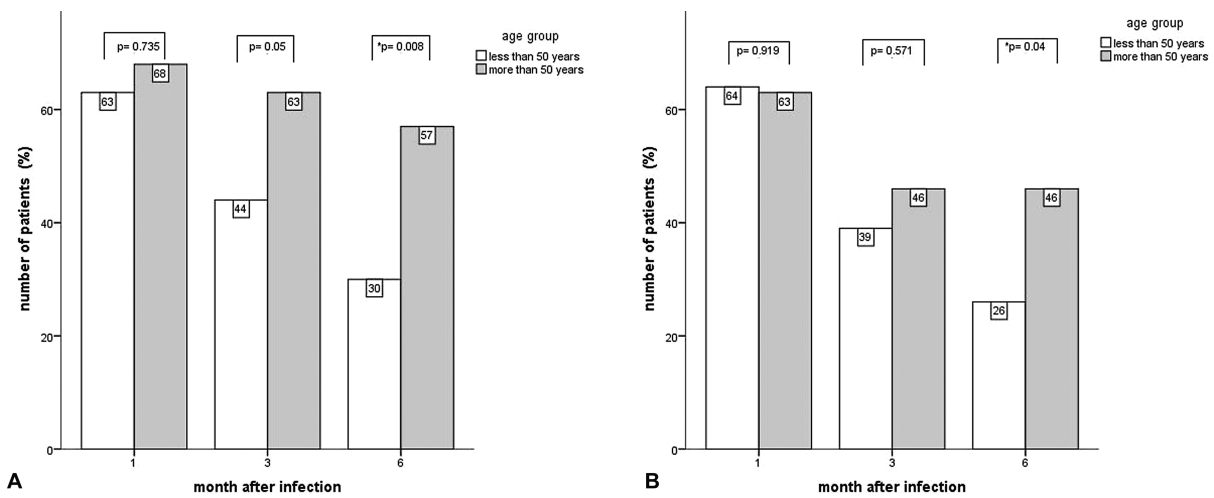 p= 0.735
p= 0.05
*p= 0.008
age group
less than 50 years
more than 50 years
number of patients (%)
60
40
20
0
63
68
44
63
30
57
1
3
6
month after infection
A
p= 0.919
p= 0.571
*p= 0.04
age group
less than 50 years
more than 50 years
number of patients (%)
60
40
20
0
64
63
39
46
26
46
1
3
6
month after infection
B